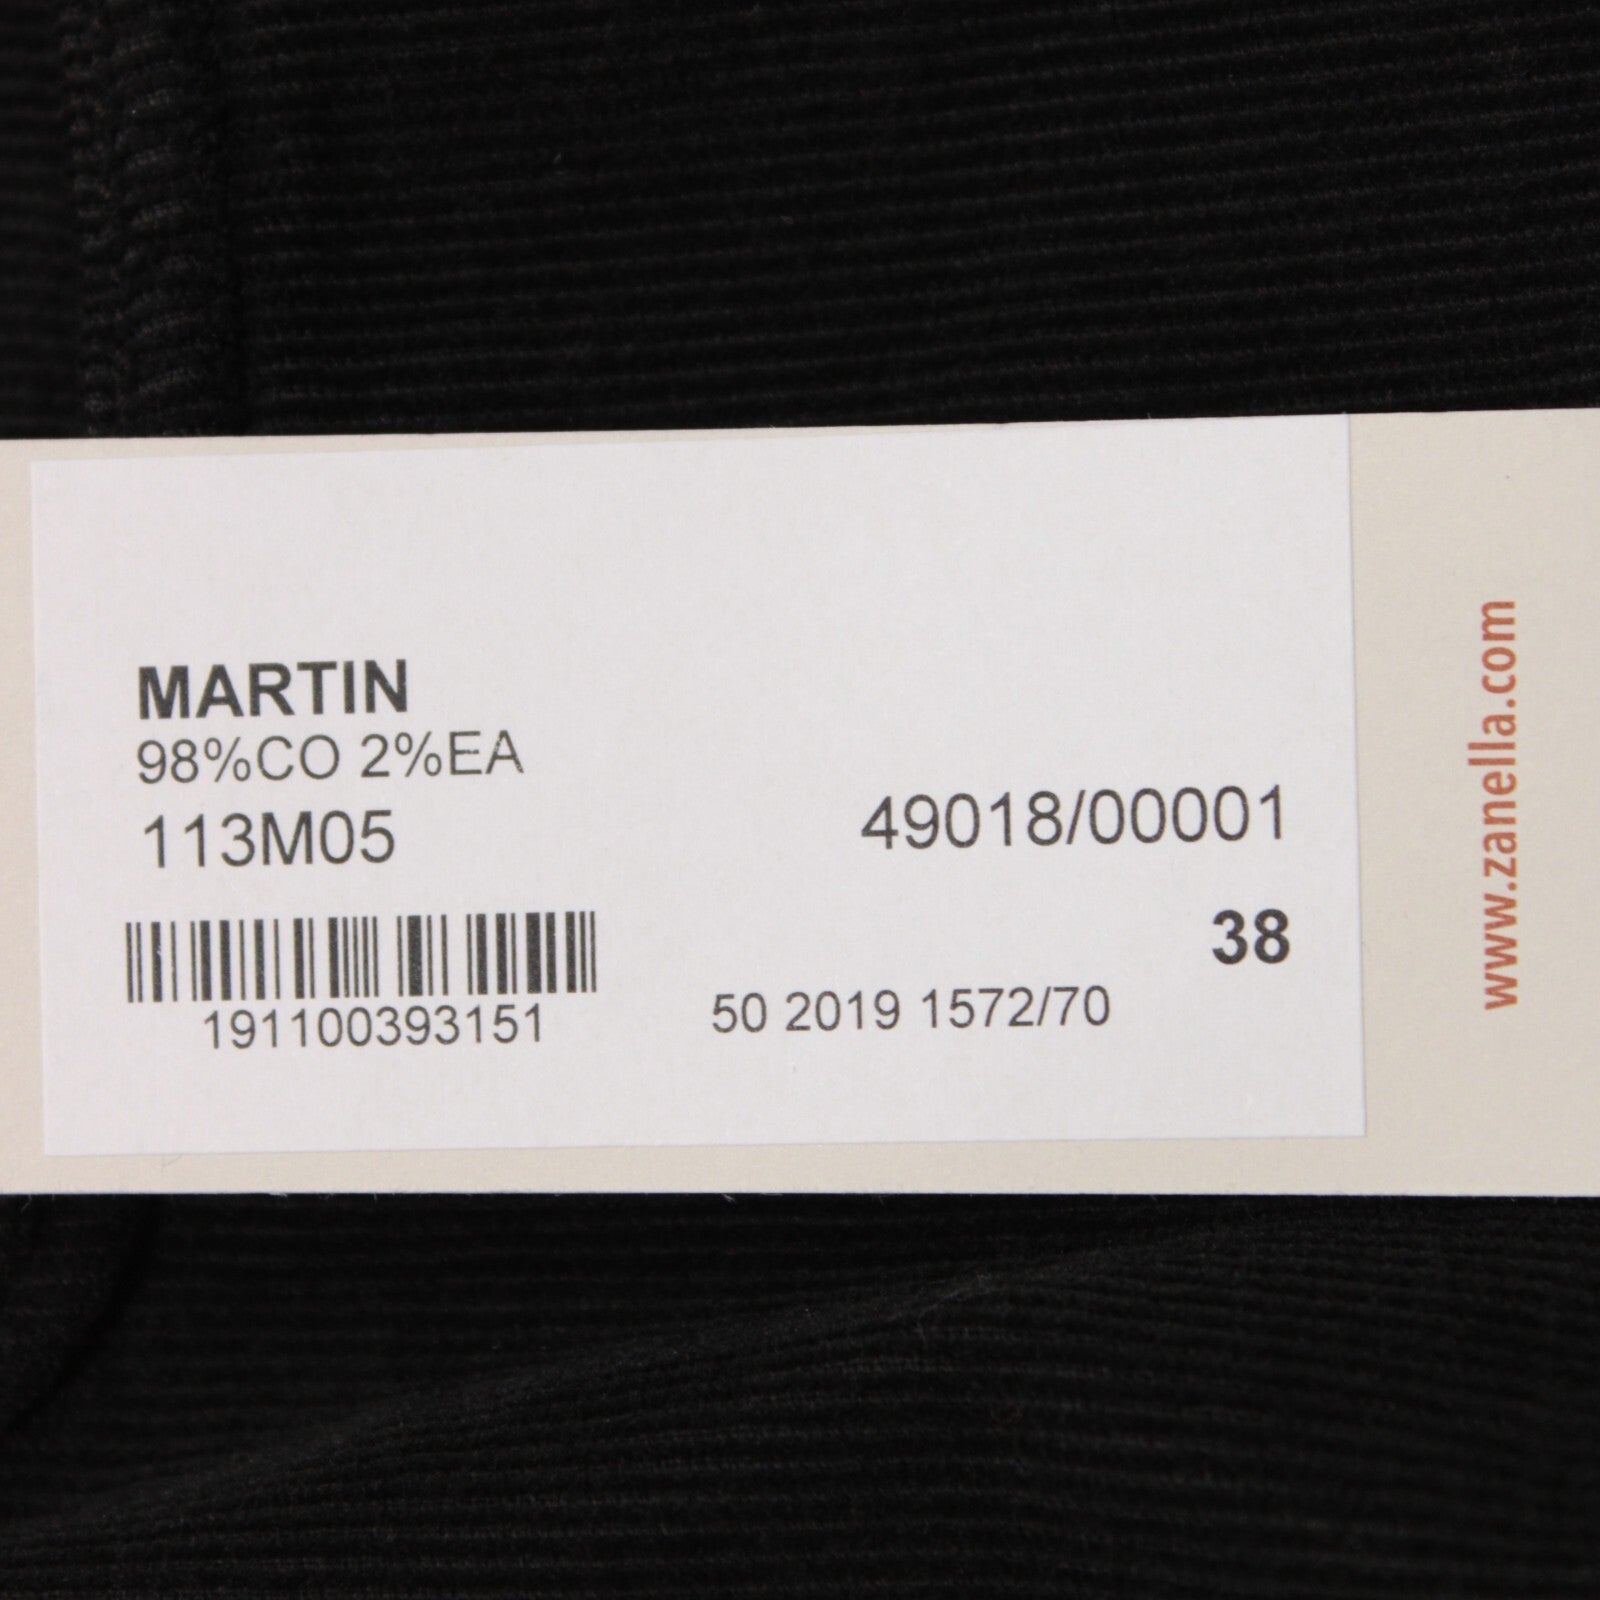 MARTIN
98%CO 2%EA
113M05
49018/00001
38
191100393151
50 2019 1572/70
www.zanella.com